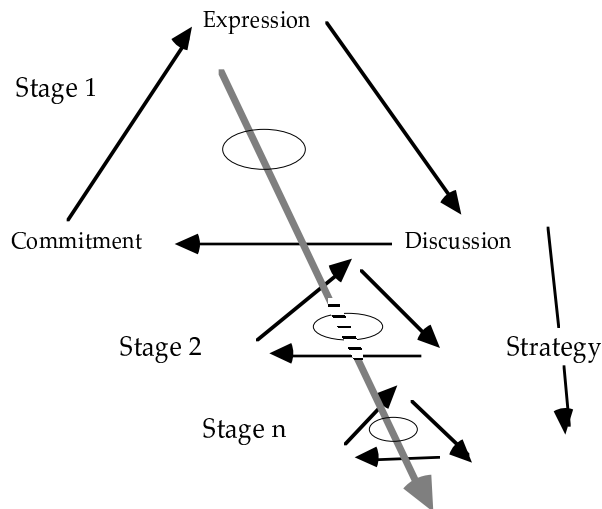 Expression
Stage 1
Commitment
Discussion
Stage 2
Strategy
Stage n